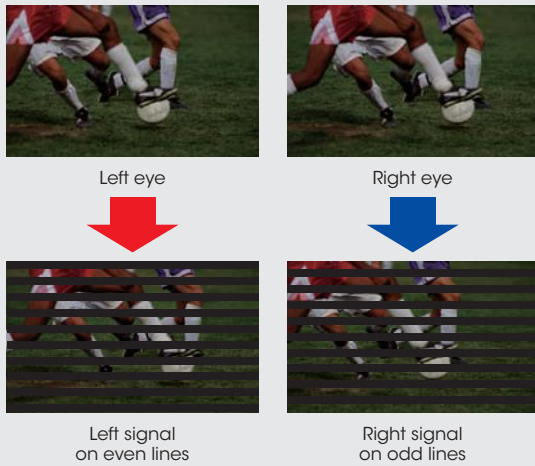 Left eye
Right eye
Left signal
on even lines
Right signal
on odd lines